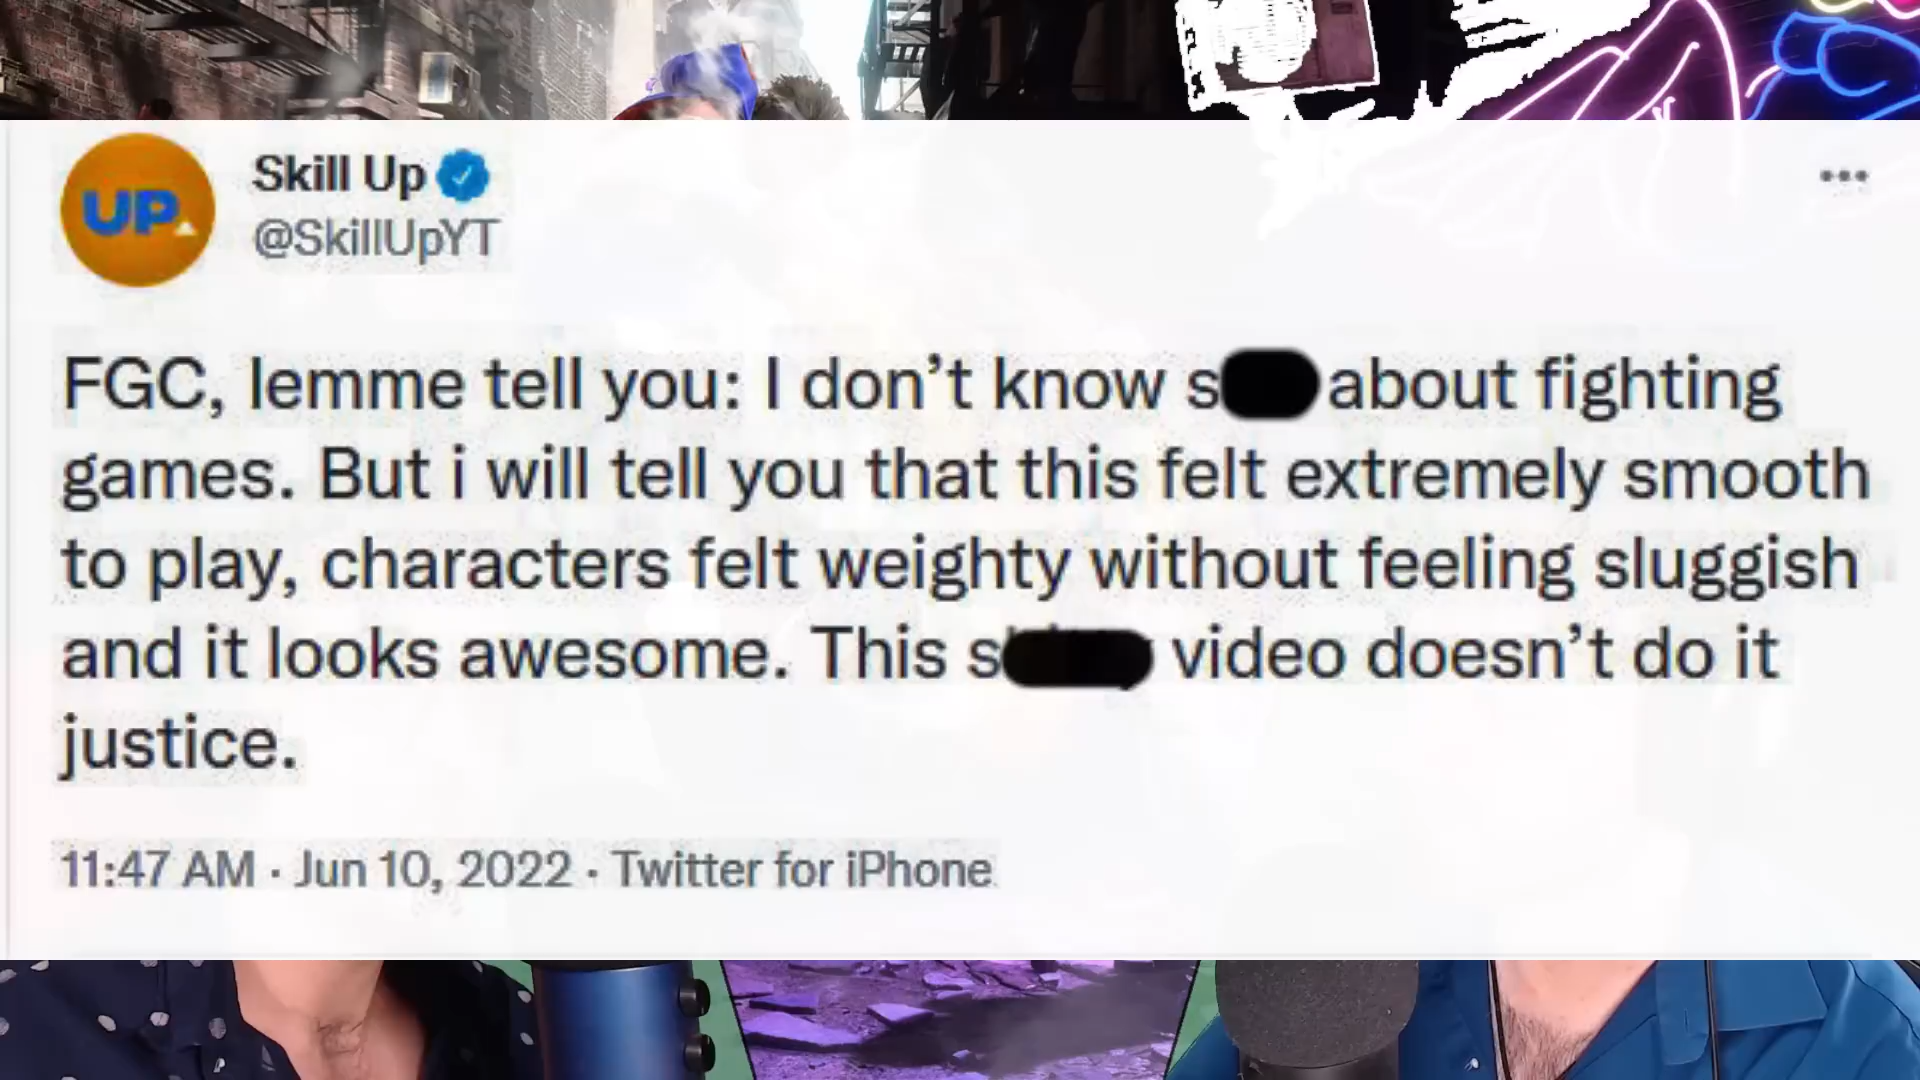 UP.
Skill Up
@SkillUpYT
FGC, lemme tell you: I don’t know s about fighting
games. But i will tell you that this felt extremely smooth
to play, characters felt weighty without feeling sluggish
and it looks awesome. This s video doesn’t do it
justice.
11:47 AM · Jun 10, 2022 · Twitter for iPhone